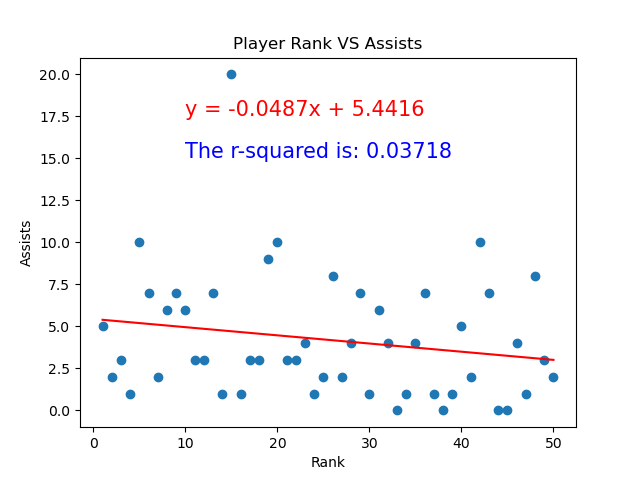 Player Rank VS Assists
20.0
17.5
15.0
12.5
10.0
7.5
5.0
2.5
0.0
Assists
y = -0.0487x + 5.4416
The r-squared is: 0.03718
0 10 20 30 40 50
Rank